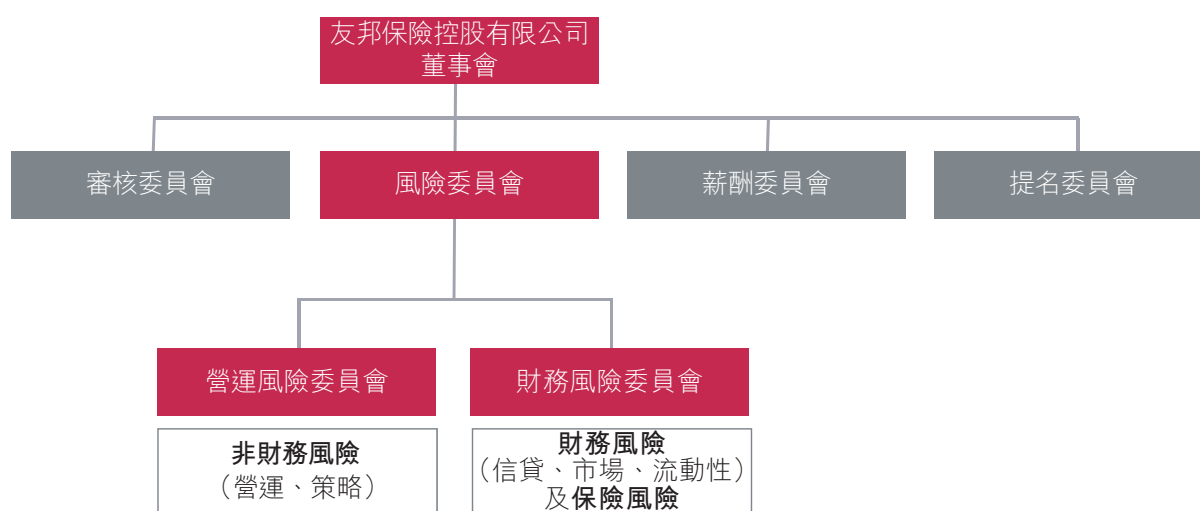 友邦保險控股有限公司
董事會
審核委員會
風險委員會
薪酬委員會
提名委員會
營運風險委員會
財務風險委員會
非財務風險
（營運、策略）
財務風險
（信貸、市場、流動性）
及保險風險